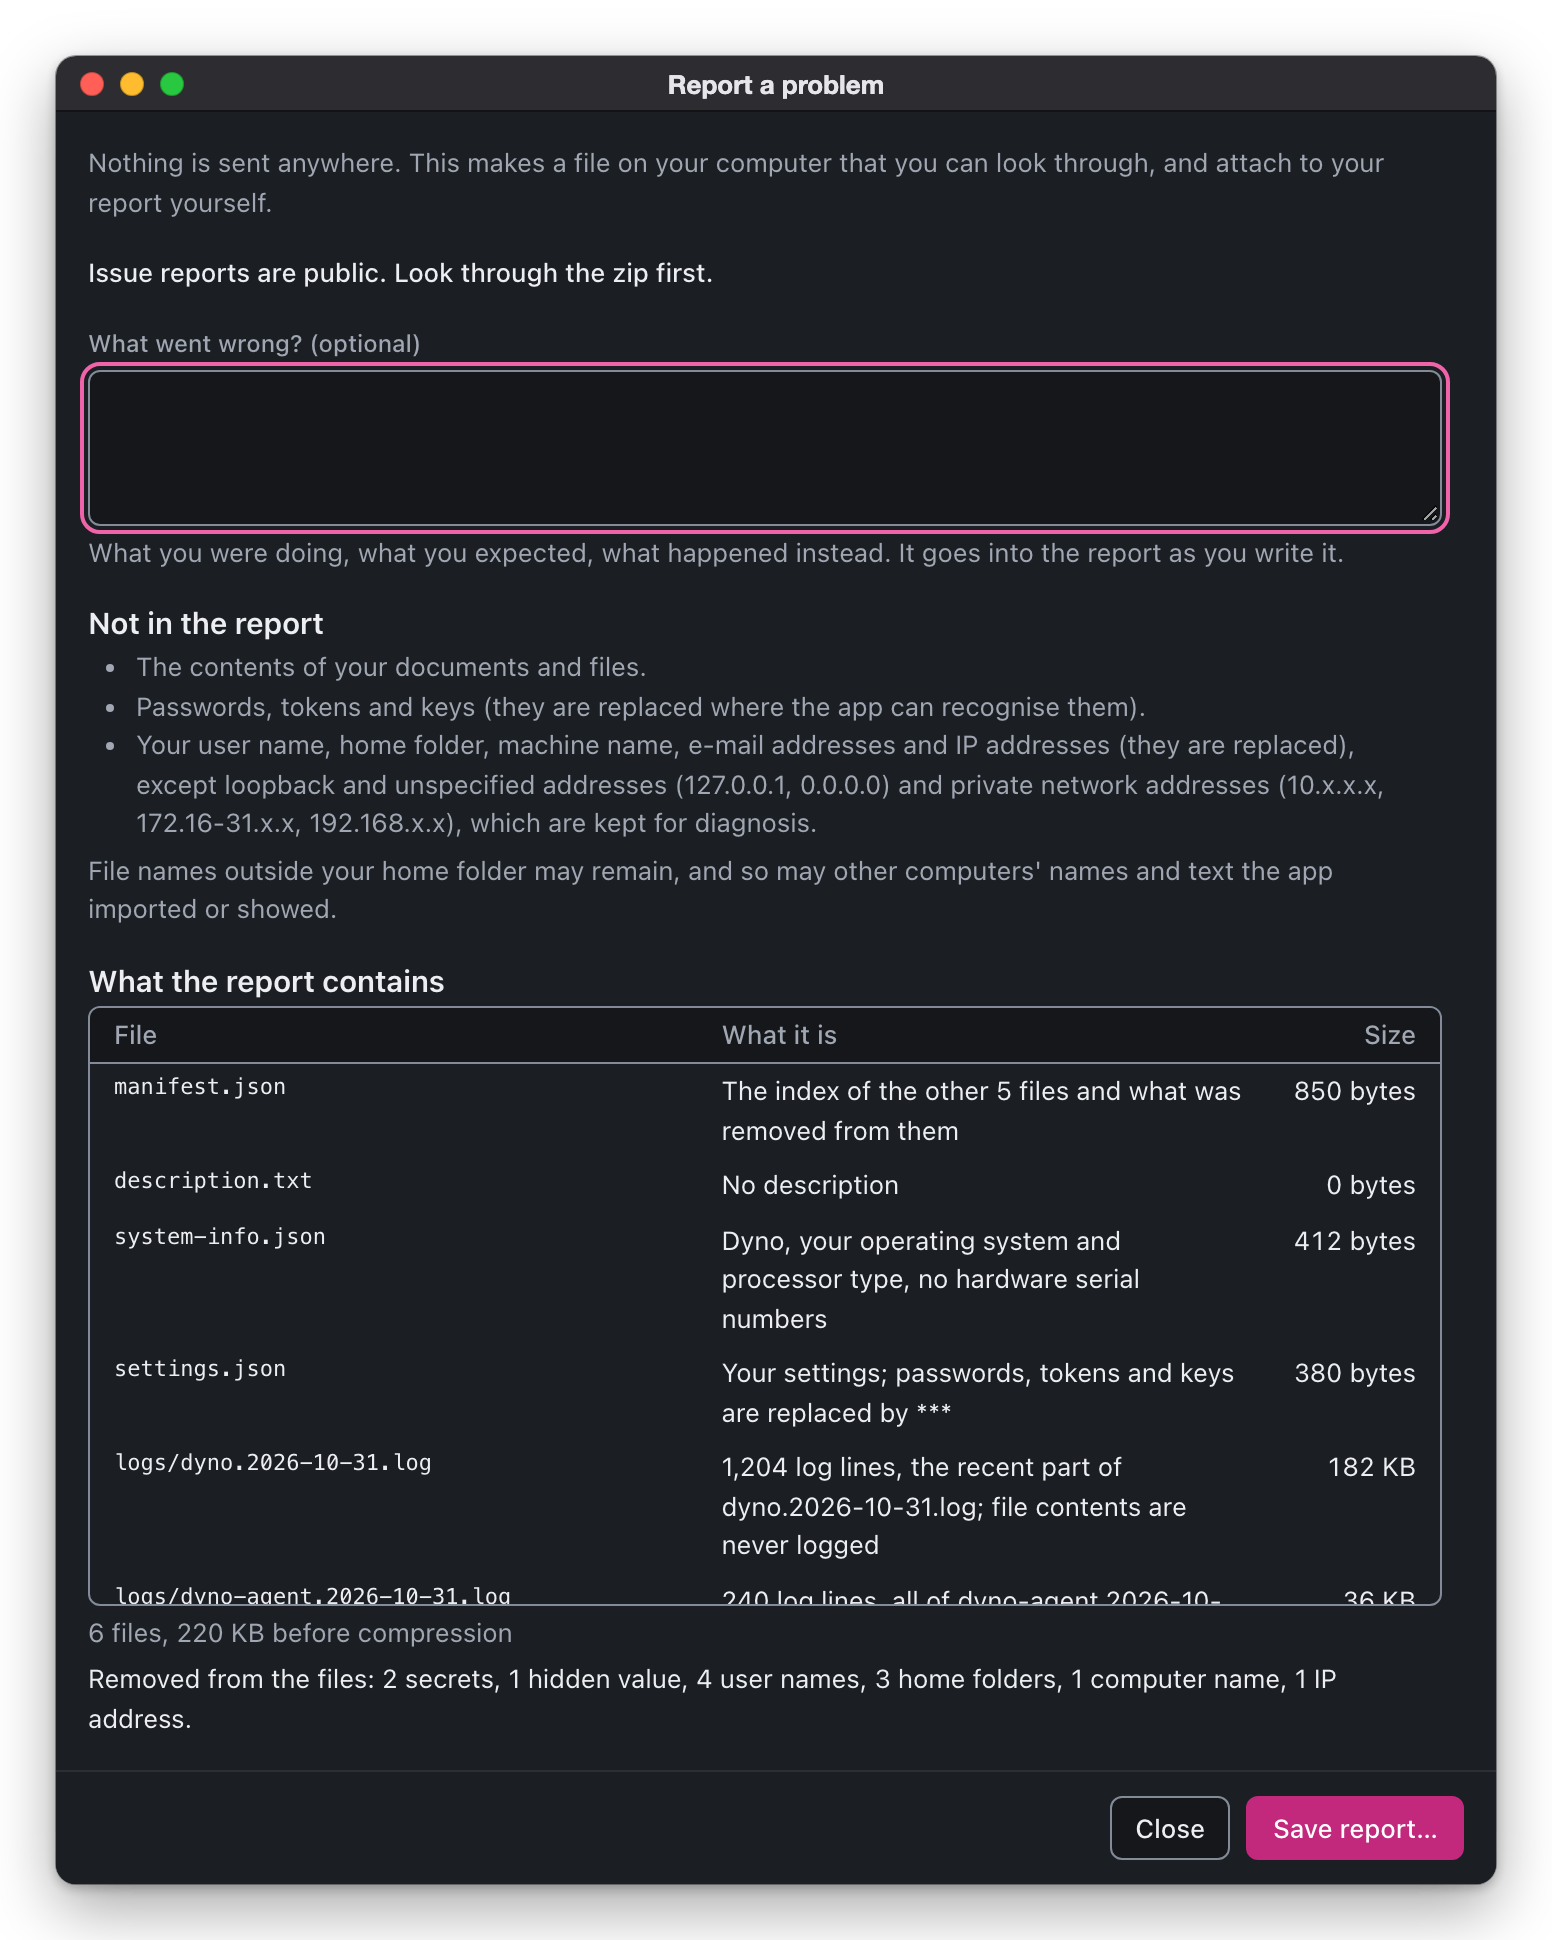 Report a problem
Nothing is sent anywhere. This makes a file on your computer that you can look through, and attach to your
report yourself.
Issue reports are public. Look through the zip first.
What went wrong? (optional)
What you were doing, what you expected, what happened instead. It goes into the report as you write it.
Not in the report
• The contents of your documents and files.
• Passwords, tokens and keys (they are replaced where the app can recognise them).
• Your user name, home folder, machine name, e-mail addresses and IP addresses (they are replaced),
except loopback and unspecified addresses (127.0.0.1, 0.0.0.0) and private network addresses (10.x.x.x,
172.16-31.x.x, 192.168.x.x), which are kept for diagnosis.
File names outside your home folder may remain, and so may other computers' names and text the app
imported or showed.
What the report contains
File What it is Size
manifest.json The index of the other 5 files and what was 850 bytes
removed from them
description.txt No description 0 bytes
system-info.json Dyno, your operating system and 412 bytes
processor type, no hardware serial
numbers
settings.json Your settings; passwords, tokens and keys 380 bytes
are replaced by ***
logs/dyno.2026-10-31.log 1,204 log lines, the recent part of 182 KB
dyno.2026-10-31.log; file contents are
never logged
logs/dyno-agent.2026-10-31.log 240 log lines, all of dyno-agent.2026-10- 36 KB
6 files, 220 KB before compression
Removed from the files: 2 secrets, 1 hidden value, 4 user names, 3 home folders, 1 computer name, 1 IP
address.
Close Save report...